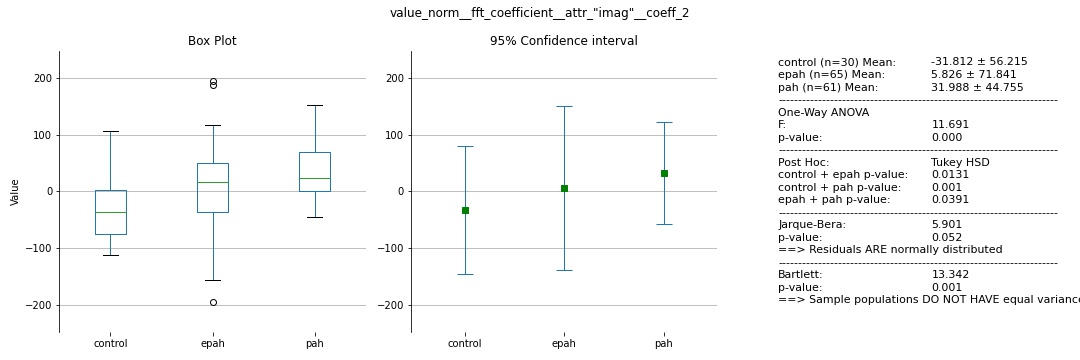 value_norm__fft_coefficient__attr_"imag"__coeff_2
Box Plot
Value
200
100
0
−100
−200
control epah pah
95% Confidence interval
200
100
0
−100
−200
control epah pah
control (n=30) Mean: -31.812 ± 56.215
epah (n=65) Mean: 5.826 ± 71.841
pah (n=61) Mean: 31.988 ± 44.755
One-Way ANOVA
F: 11.691
p-value: 0.000
Post Hoc: Tukey HSD
control + epah p-value: 0.0131
control + pah p-value: 0.001
epah + pah p-value: 0.0391
Jarque-Bera: 5.901
p-value: 0.052
==> Residuals ARE normally distributed
Bartlett: 13.342
p-value: 0.001
==> Sample populations DO NOT HAVE equal variance